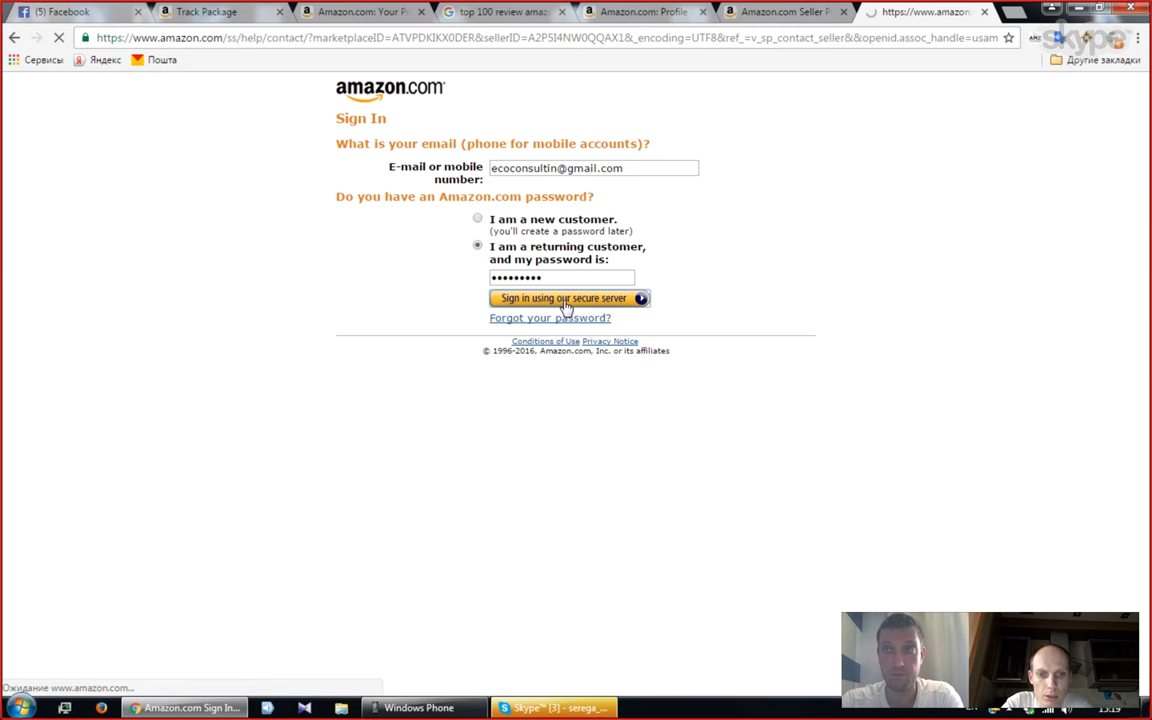 (5) Facebook
Track Package
Amazon.com: Your P
top 100 review amaz
Amazon.com: Profile
Amazon.com Seller P
https://www.amazon.
https://www.amazon.com/ss/help/contact/?marketplaceID=ATVPDKIKX0DER&sellerID=A2P5I4NW0QQAX1&_encoding=UTF8&ref_=v_sp_contact_seller&&openid.assoc_handle=usam
skype™
Сервисы
Яндекс
Почта
Другие закладки
amazon.com
Sign In
What is your email (phone for mobile accounts)?
E-mail or mobile
number:
ecoconsultin@gmail.com
Do you have an Amazon.com password?
I am a new customer.
(you'll create a password later)
I am a returning customer,
and my password is:
•••••••••
Sign in using our secure server
Forgot your password?
Conditions of Use Privacy Notice
© 1996-2016, Amazon.com, Inc. or its affiliates
Ожидание www.amazon.com...
Amazon.com Sign In...
Windows Phone
Skype™ [3] - serega_...
EN
15:19